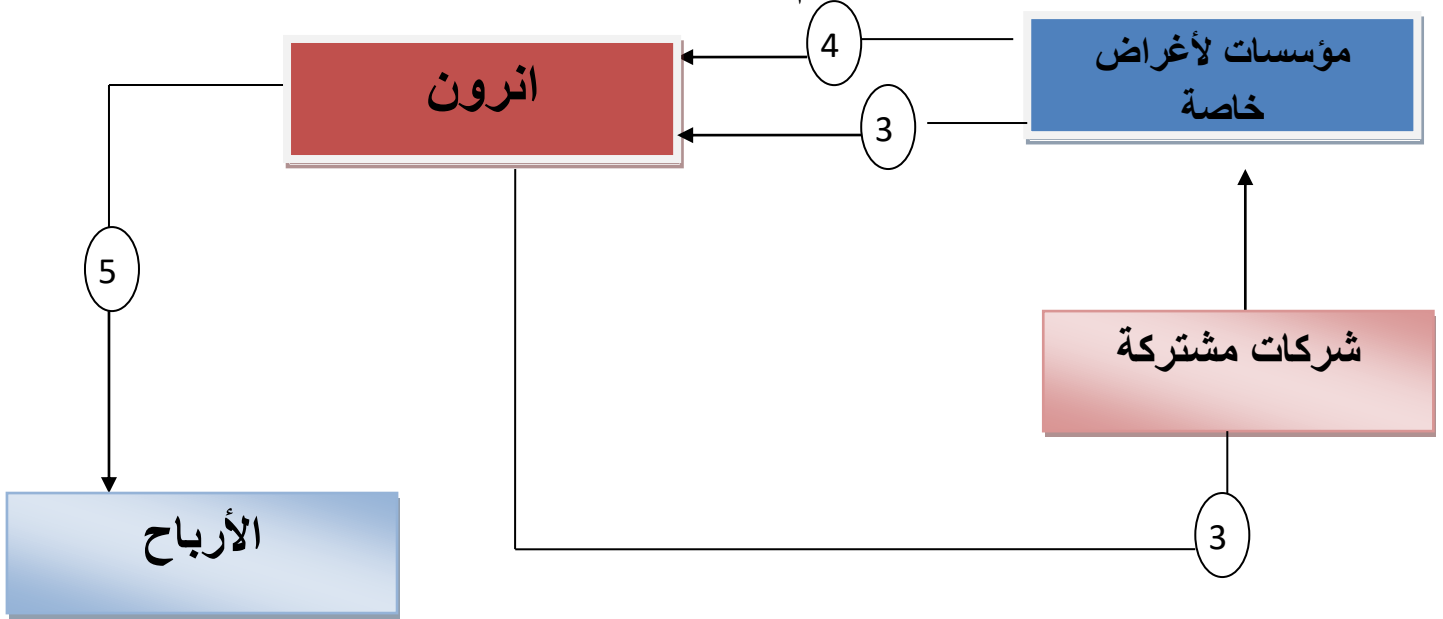 مؤسسات لأغراض
خاصة
4
انرون
3
5
شركات مشتركة
3
الأرباح